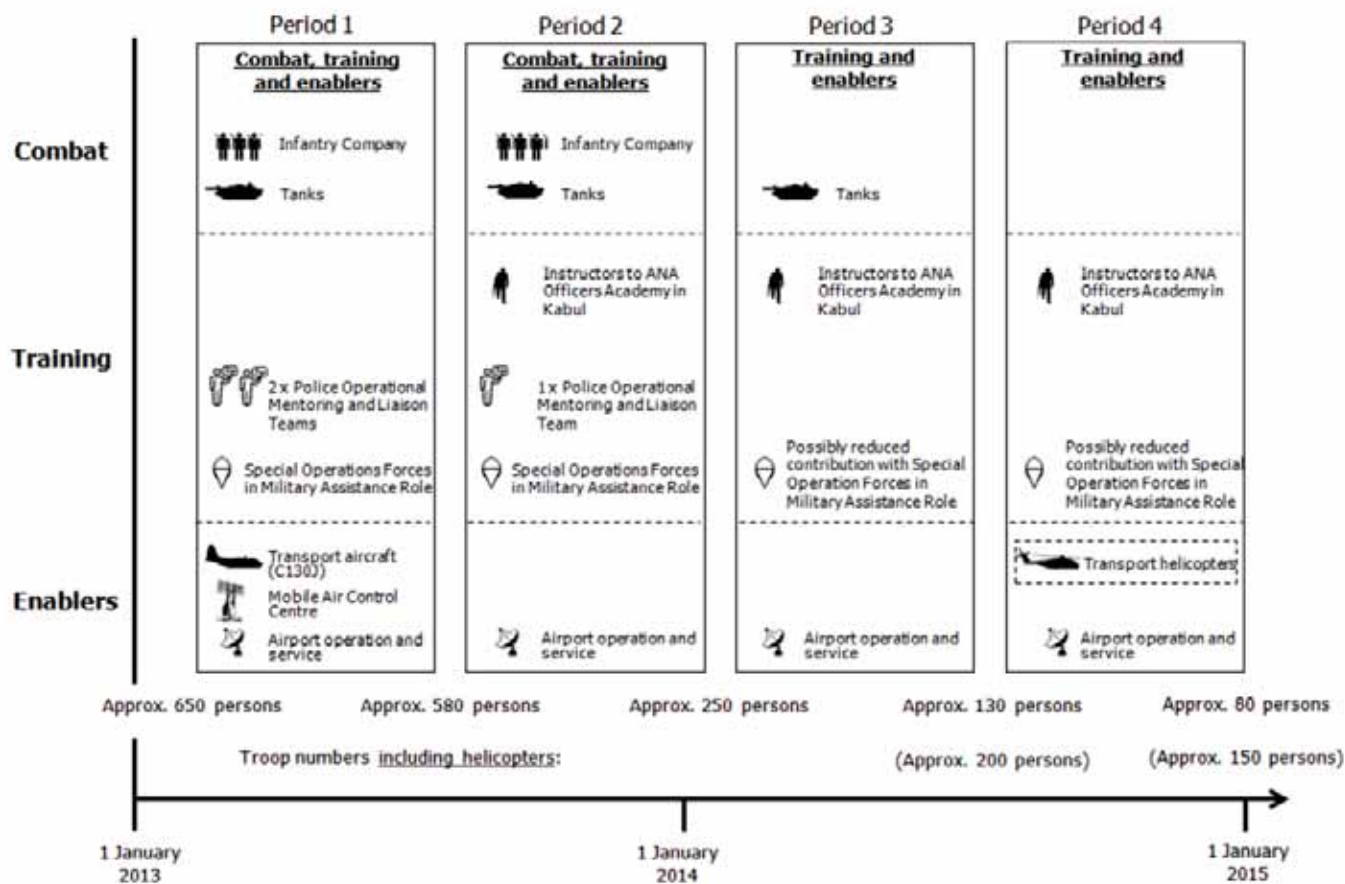 Period 1
Period 2
Period 3
Period 4
Combat, training
and enablers
Combat, training
and enablers
Training and
enablers
Training and
enablers
Combat
Infantry Company
Infantry Company
Tanks
Tanks
Tanks
Training
Instructors to ANA
Officers Academy in
Kabul
Instructors to ANA
Officers Academy in
Kabul
Instructors to ANA
Officers Academy in
Kabul
2 x Police Operational
Mentoring and Liaison
Teams
1 x Police Operational
Mentoring and Liaison
Team
Special Operations Forces
in Military Assistance Role
Special Operations Forces
in Military Assistance Role
Possibly reduced
contribution with Special
Operation Forces in
Military Assistance Role
Possibly reduced
contribution with Special
Operation Forces in
Military Assistance Role
Enablers
Transport aircraft
(C130J)
Mobile Air Control
Centre
Airport operation and
service
Airport operation and
service
Airport operation and
service
Transport helicopters
Airport operation and
service
Approx. 650 persons
Approx. 580 persons
Approx. 250 persons
Approx. 130 persons
Approx. 80 persons
Troop numbers including helicopters:
(Approx. 200 persons)
(Approx. 150 persons)
1 January
2013
1 January
2014
1 January
2015